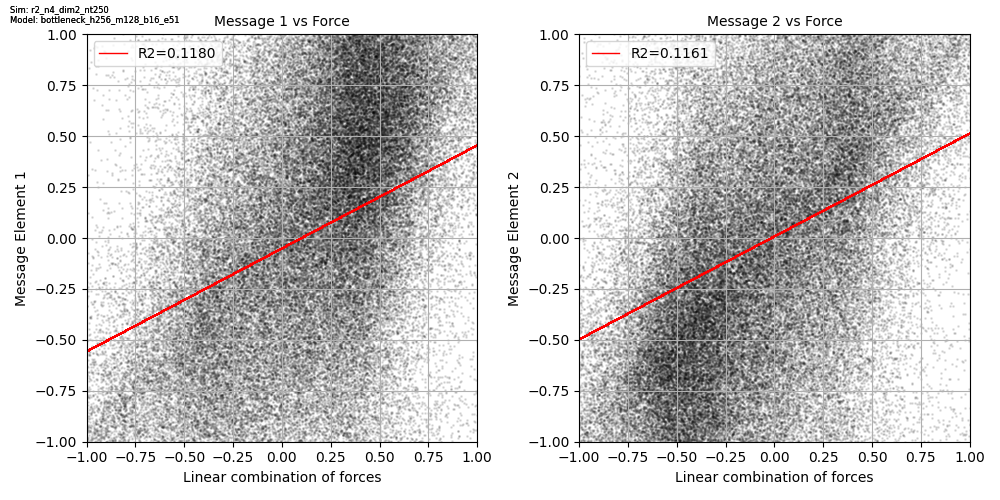 Sim: r2_n4_dim2_nt250
Model: bottleneck_h256_m128_b16_e51
Message 1 vs Force
R2=0.1180
1.00
0.75
0.50
0.25
0.00
−0.25
−0.50
−0.75
−1.00
Message Element 1
−1.00 −0.75 −0.50 −0.25 0.00 0.25 0.50 0.75 1.00
Linear combination of forces
Message 2 vs Force
R2=0.1161
1.00
0.75
0.50
0.25
0.00
−0.25
−0.50
−0.75
−1.00
Message Element 2
−1.00 −0.75 −0.50 −0.25 0.00 0.25 0.50 0.75 1.00
Linear combination of forces